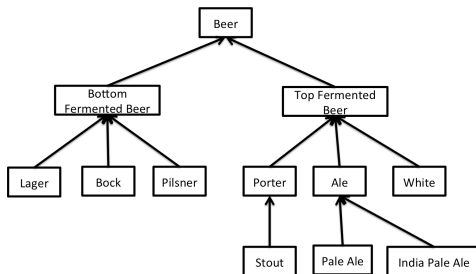 Beer
Bottom
Fermented Beer
Top Fermented
Beer
Lager
Bock
Pilsner
Porter
Ale
White
Stout
Pale Ale
India Pale Ale